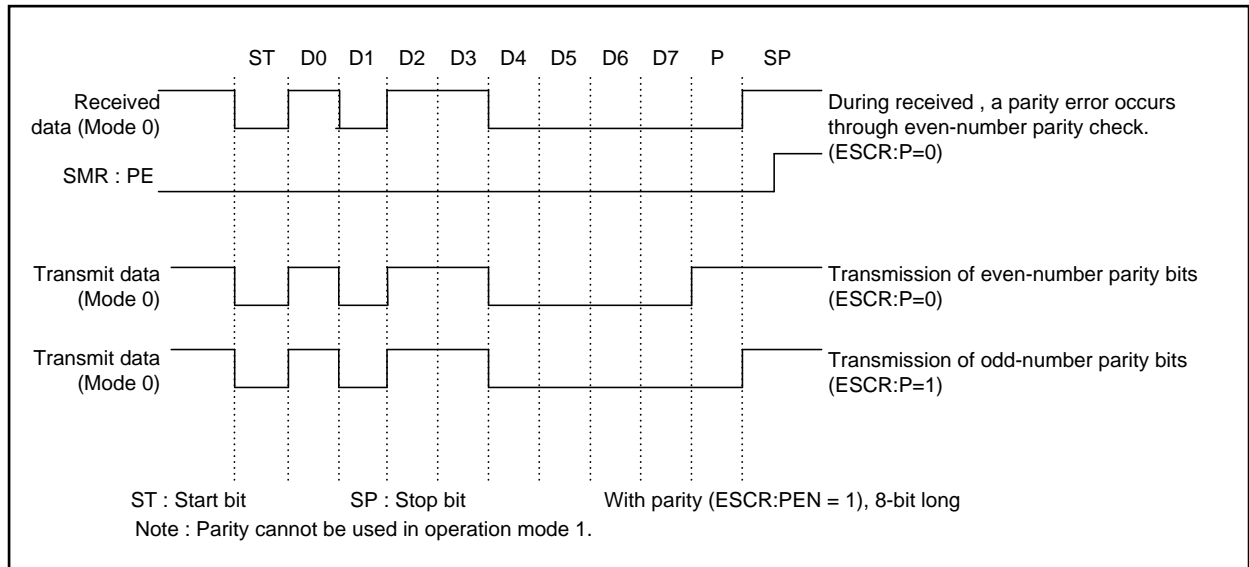 ST D0 D1 D2 D3 D4 D5 D6 D7 P SP
Received
data (Mode 0)
During received , a parity error occurs
through even-number parity check.
(ESCR:P=0)
SMR : PE
Transmit data
(Mode 0)
Transmission of even-number parity bits
(ESCR:P=0)
Transmit data
(Mode 0)
Transmission of odd-number parity bits
(ESCR:P=1)
ST : Start bit SP : Stop bit With parity (ESCR:PEN = 1), 8-bit long
Note : Parity cannot be used in operation mode 1.